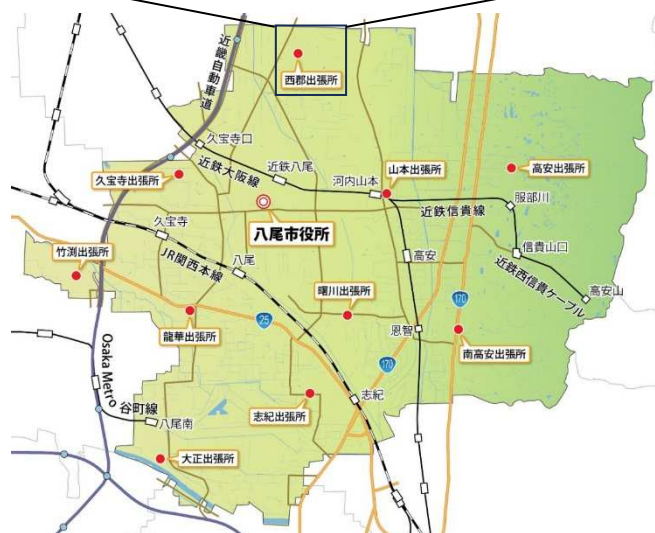 近畿自動車道
西郡出張所
久宝寺口
近鉄大阪線
近鉄八尾
河内山本
山本出張所
高安出張所
久宝寺出張所
八尾市役所
近鉄信貴線
服部川
久宝寺
竹渕出張所
JR関西本線
八尾
高安
信貴山口
近鉄西信貴ケーブル
高安山
曙川出張所
龍華出張所
25
170
恩智
南高安出張所
170
Osaka Metro
谷町線
八尾南
志紀出張所
志紀
大正出張所